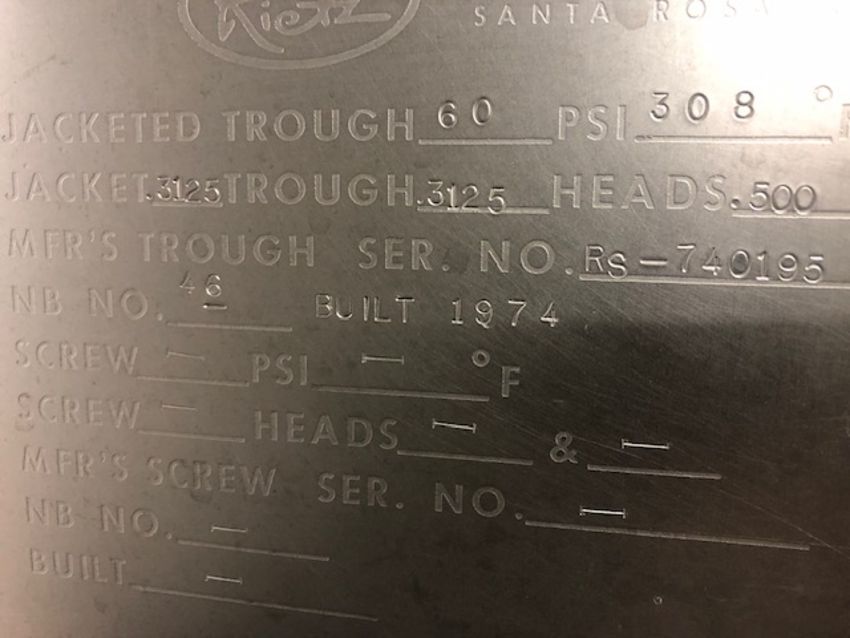 Rietz
SANTA ROSA
JACKETED TROUGH 60 PSI 308 °F
JACKET .3125 TROUGH .3125 HEADS .500
MFR'S TROUGH SER. NO. RS-740195
NB NO. 46 BUILT 1974
SCREW — PSI — °F
SCREW — HEADS — & —
MFR'S SCREW SER. NO. —
NB NO. —
BUILT —